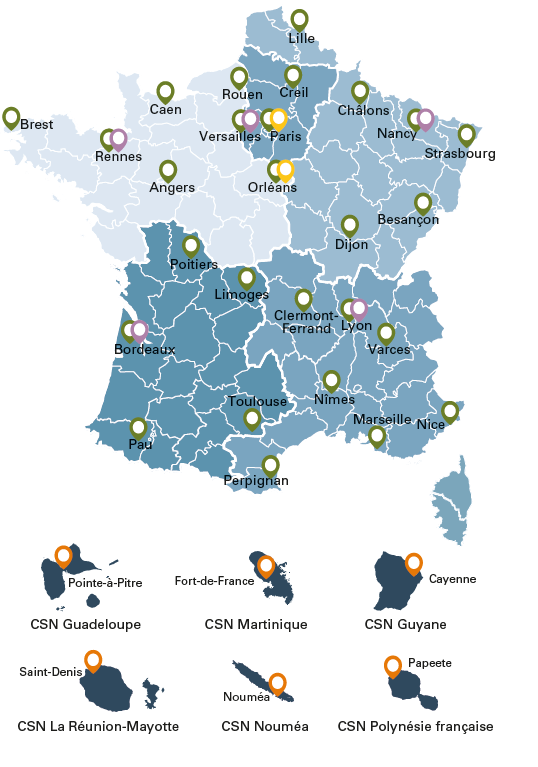 Lille
Rouen
Creil
Caen
Châlons
Brest
Versailles
Paris
Nancy
Rennes
Strasbourg
Angers
Orléans
Besançon
Dijon
Poitiers
Limoges
Clermont-
Ferrand
Lyon
Bordeaux
Varces
Nîmes
Toulouse
Marseille
Nice
Pau
Perpignan
Pointe-à-Pitre
Fort-de-France
Cayenne
CSN Guadeloupe
CSN Martinique
CSN Guyane
Saint-Denis
Nouméa
Papeete
CSN La Réunion-Mayotte
CSN Nouméa
CSN Polynésie française